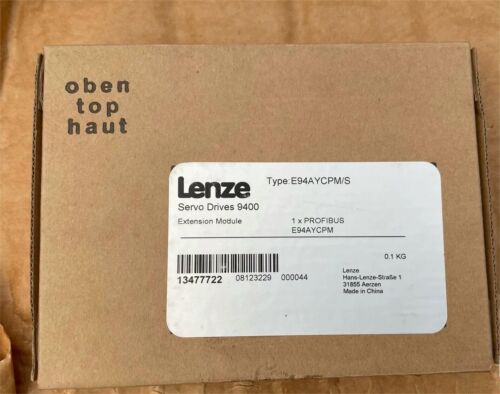 oben
top
haut
Lenze
Type:E94AYCPM/S
Servo Drives 9400
Extension Module
1 x PROFIBUS
E94AYCPM
0.1 KG
13477722 08123229 000044
Lenze
Hans-Lenze-Straße 1
31855 Aerzen
Made in China